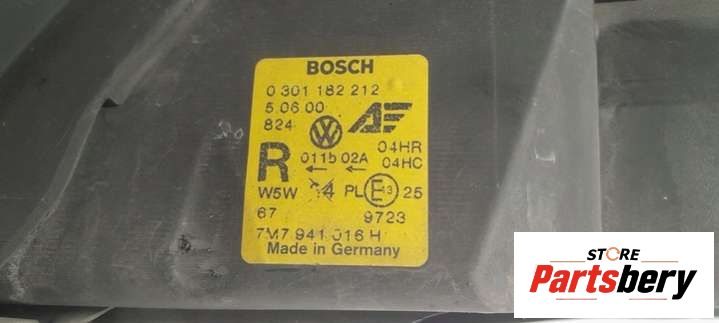 BOSCH
0 301 182 212
5.06.00
824
R 011b 02A 04HR
04HC
W5W PL E13 25
67 9723
7M7 941 016 H
Made in Germany
STORE
Partsbery